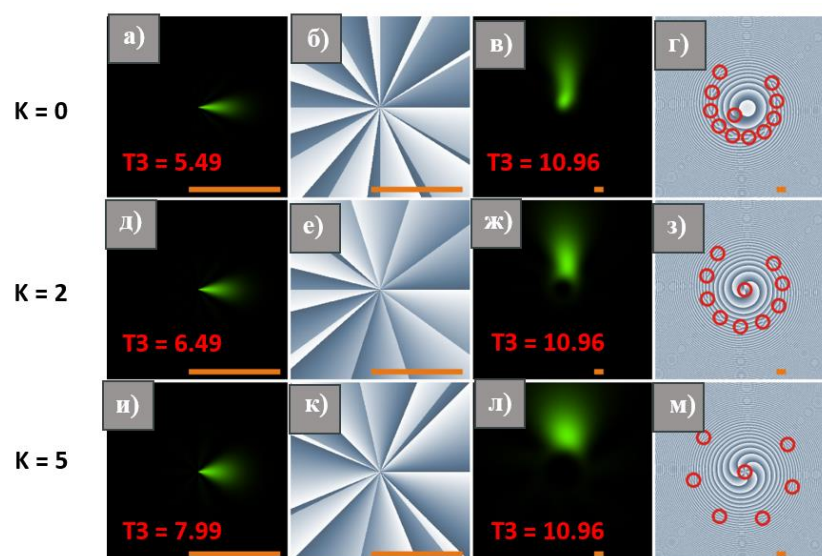 а) б) в) г)
K = 0
ТЗ = 5.49 ТЗ = 10.96
д) е) ж) з)
K = 2
ТЗ = 6.49 ТЗ = 10.96
и) к) л) м)
K = 5
ТЗ = 7.99 ТЗ = 10.96